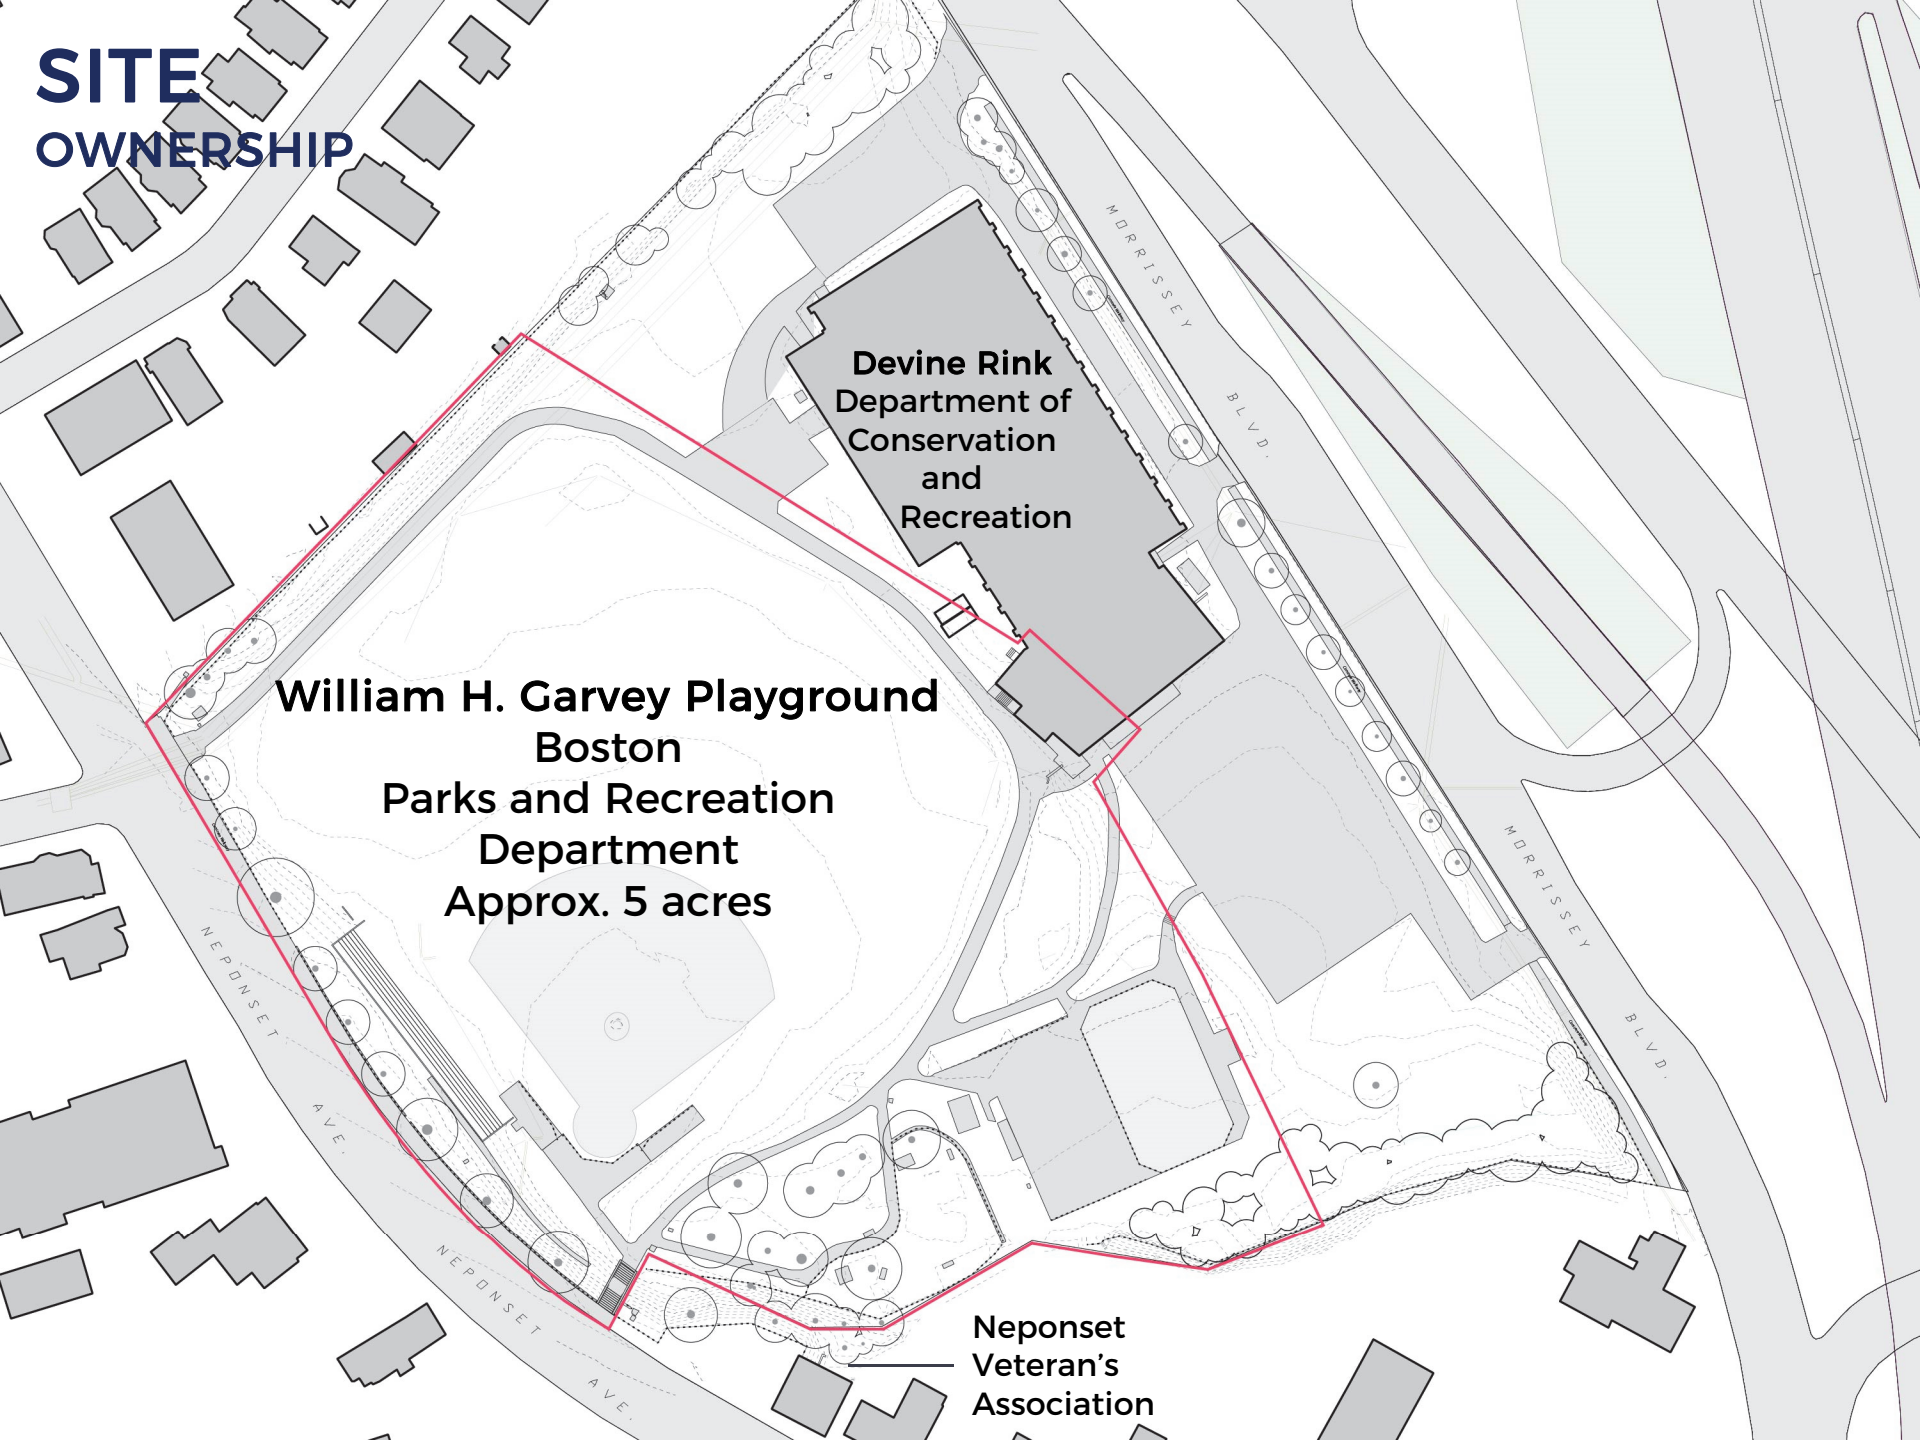 SITE
OWNERSHIP
MORRISSEY
BLVD.
Devine Rink
Department of
Conservation
and
Recreation
William H. Garvey Playground
Boston
Parks and Recreation
Department
Approx. 5 acres
MORRISSEY
BLVD.
NEPONSET
AVE.
NEPONSET
AVE.
Neponset
Veteran's
Association